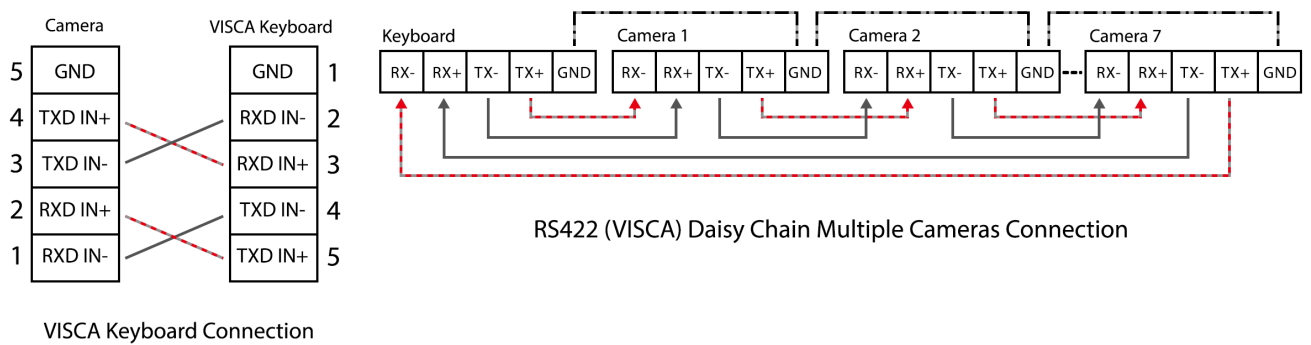 Camera
VISCA Keyboard
5 GND GND 1
4 TXD IN+ RXD IN- 2
3 TXD IN- RXD IN+ 3
2 RXD IN+ TXD IN- 4
1 RXD IN- TXD IN+ 5
VISCA Keyboard Connection
Keyboard
RX- RX+ TX- TX+ GND
Camera 1
RX- RX+ TX- TX+ GND
Camera 2
RX- RX+ TX- TX+ GND
Camera 7
RX- RX+ TX- TX+ GND
RS422 (VISCA) Daisy Chain Multiple Cameras Connection